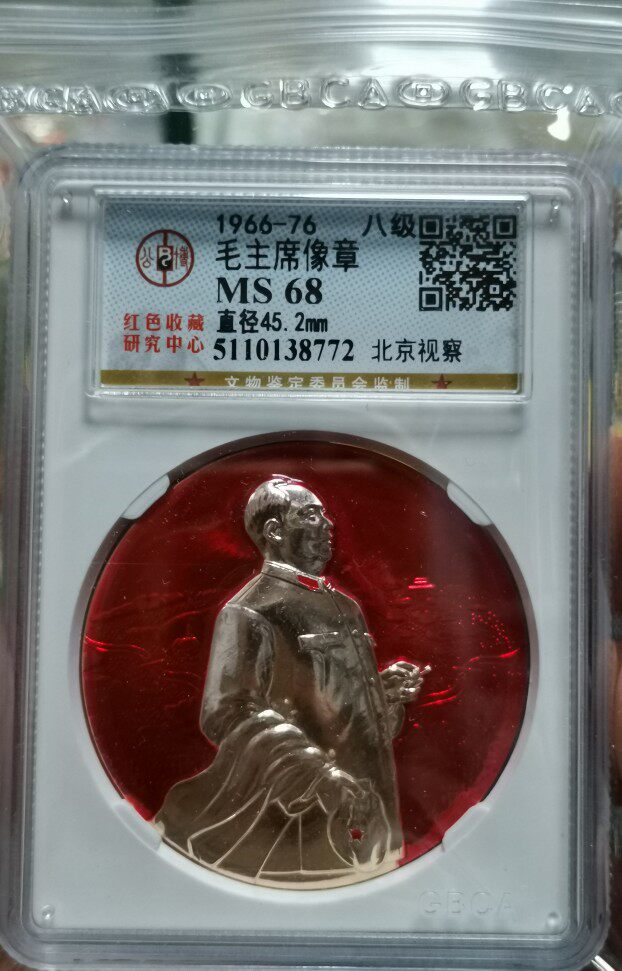 GBCA GBCA
1966-76 八级
毛主席像章
MS 68
红色收藏 直径45.2mm
研究中心 5110138772 北京视察
文物鉴定委员会监制
公 博
GBCA